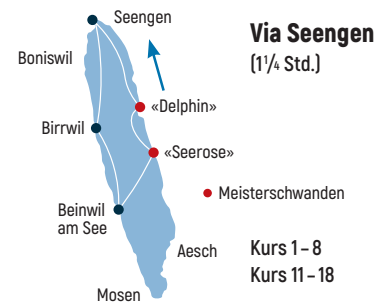 Seengen
Via Seengen
(1¼ Std.)
Boniswil
«Delphin»
Birrwil
«Seerose»
Meisterschwanden
Beinwil
am See
Aesch
Kurs 1–8
Kurs 11–18
Mosen